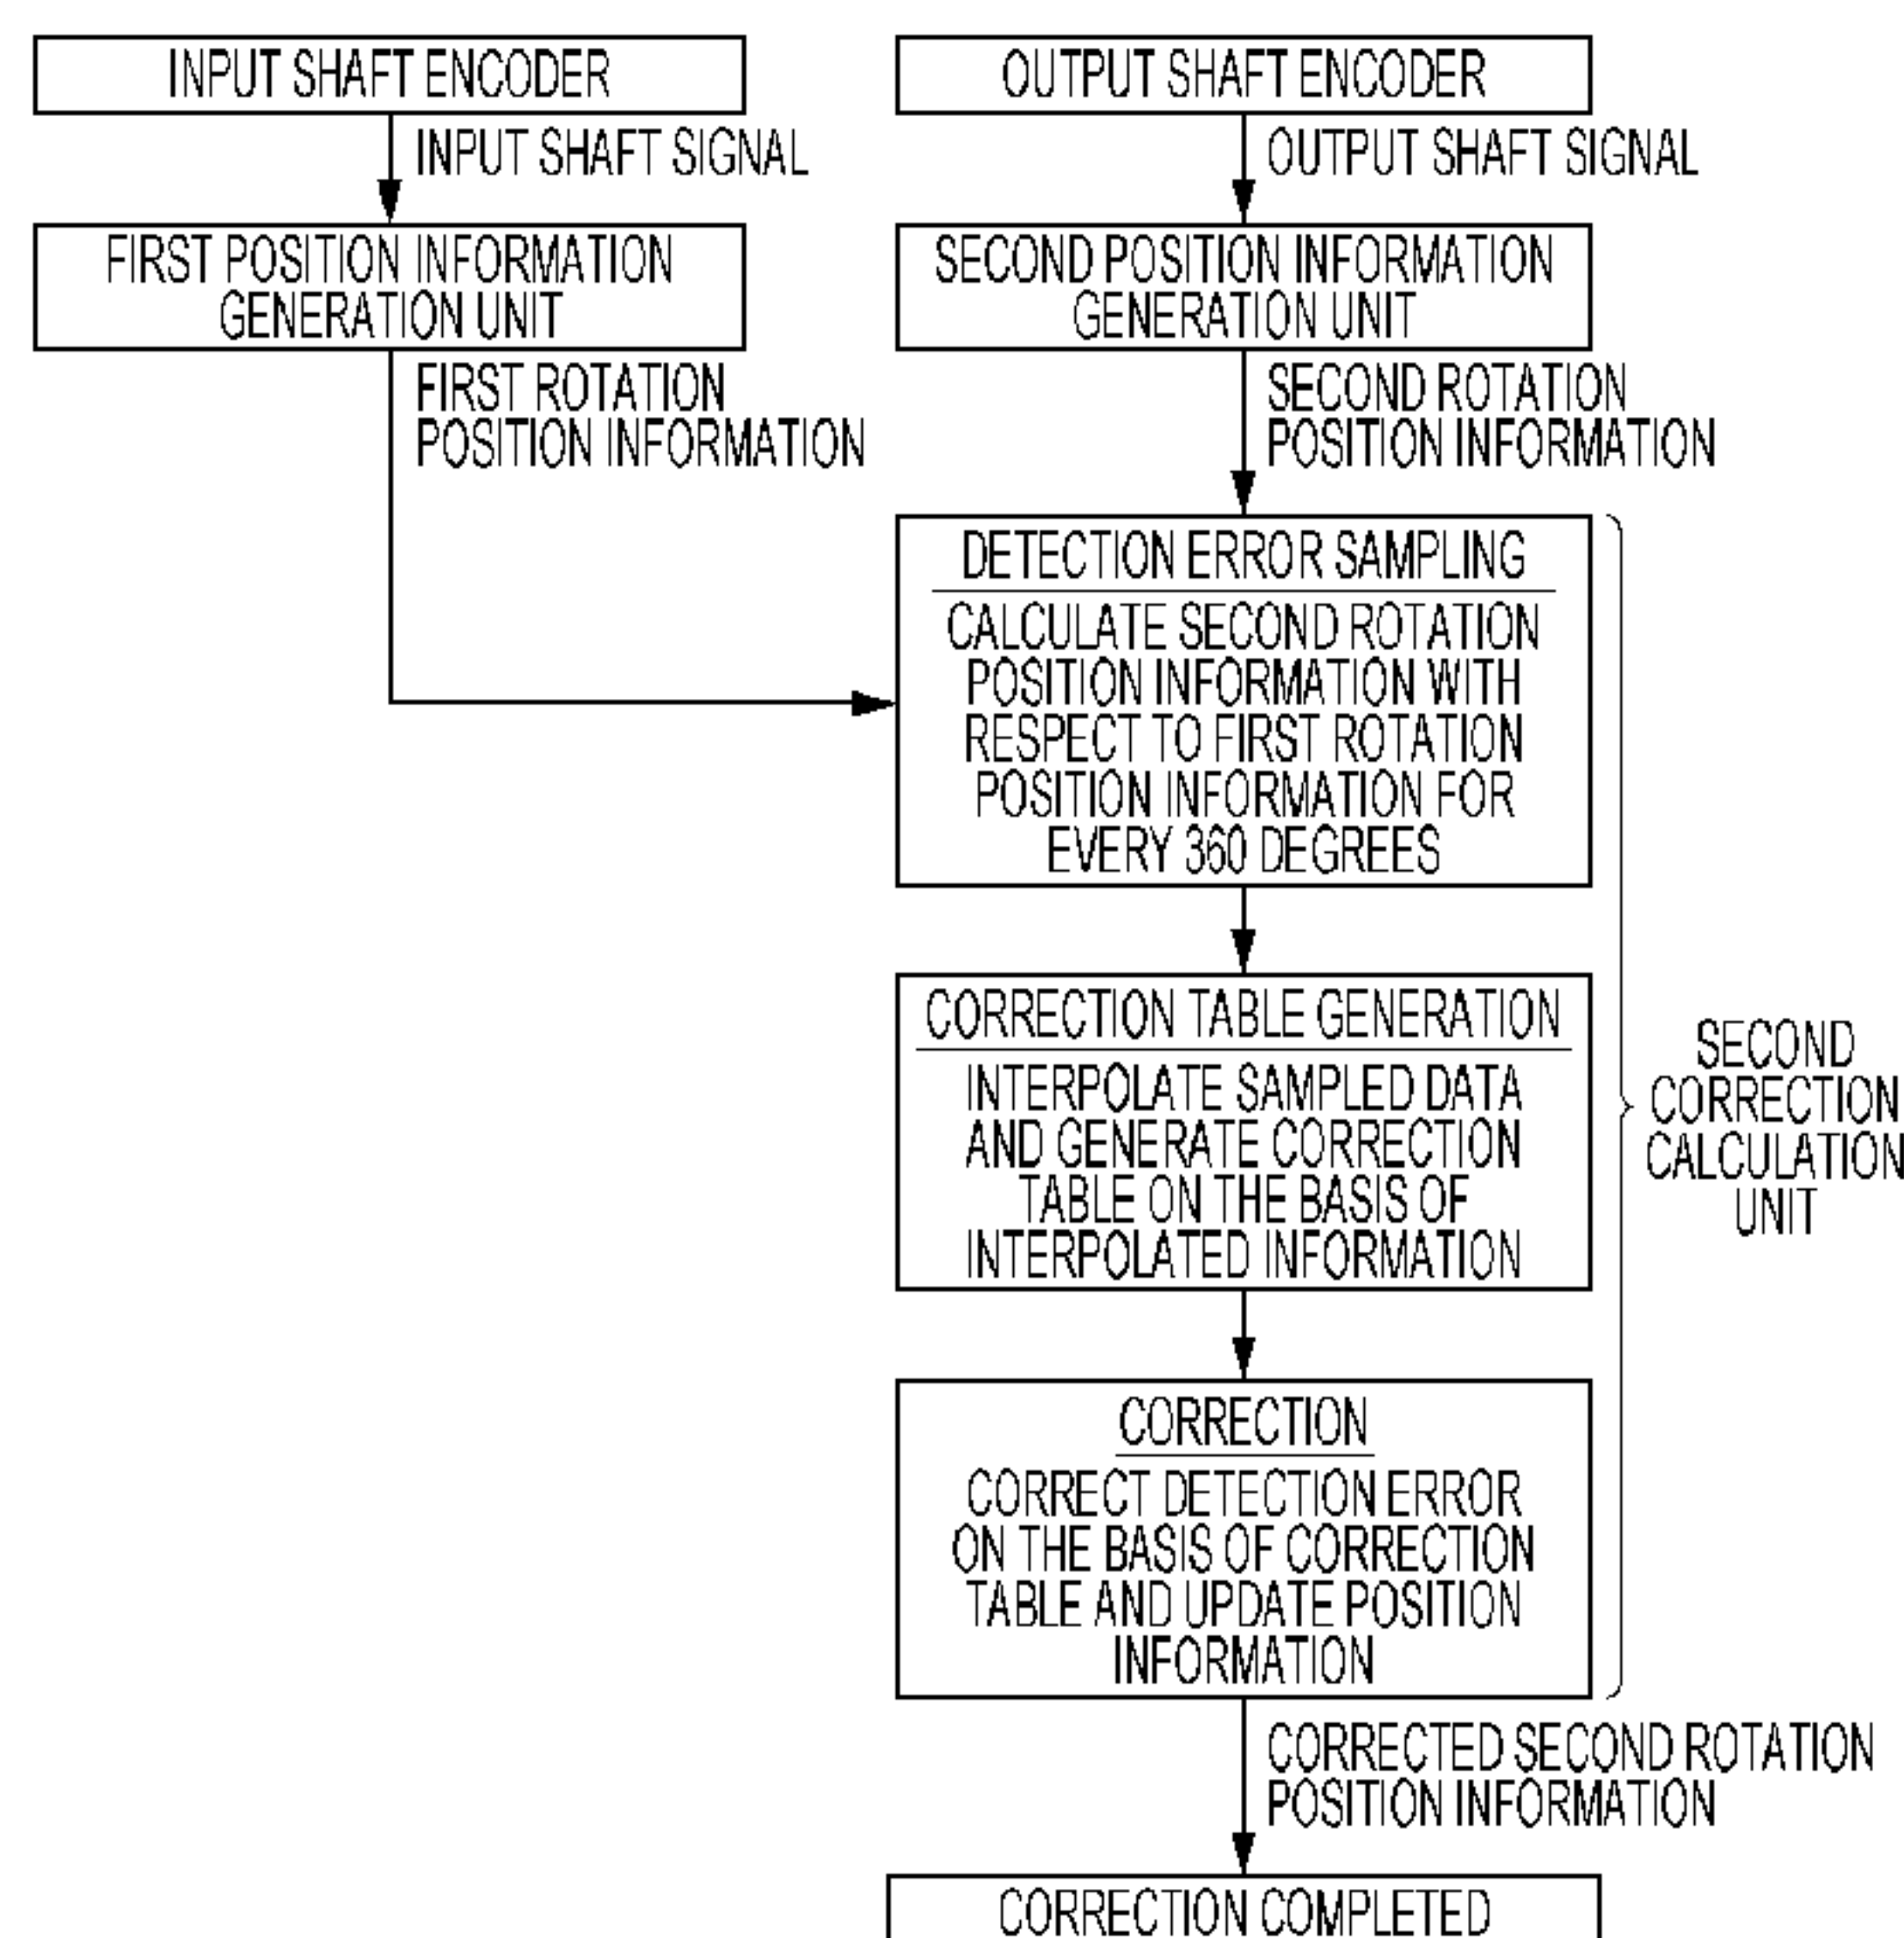 INPUT SHAFT ENCODER
OUTPUT SHAFT ENCODER
INPUT SHAFT SIGNAL
OUTPUT SHAFT SIGNAL
FIRST POSITION INFORMATION
GENERATION UNIT
SECOND POSITION INFORMATION
GENERATION UNIT
FIRST ROTATION
POSITION INFORMATION
SECOND ROTATION
POSITION INFORMATION
DETECTION ERROR SAMPLING
CALCULATE SECOND ROTATION
POSITION INFORMATION WITH
RESPECT TO FIRST ROTATION
POSITION INFORMATION FOR
EVERY 360 DEGREES
CORRECTION TABLE GENERATION
INTERPOLATE SAMPLED DATA
AND GENERATE CORRECTION
TABLE ON THE BASIS OF
INTERPOLATED INFORMATION
SECOND
CORRECTION
CALCULATION
UNIT
CORRECTION
CORRECT DETECTION ERROR
ON THE BASIS OF CORRECTION
TABLE AND UPDATE POSITION
INFORMATION
CORRECTED SECOND ROTATION
POSITION INFORMATION
CORRECTION COMPLETED